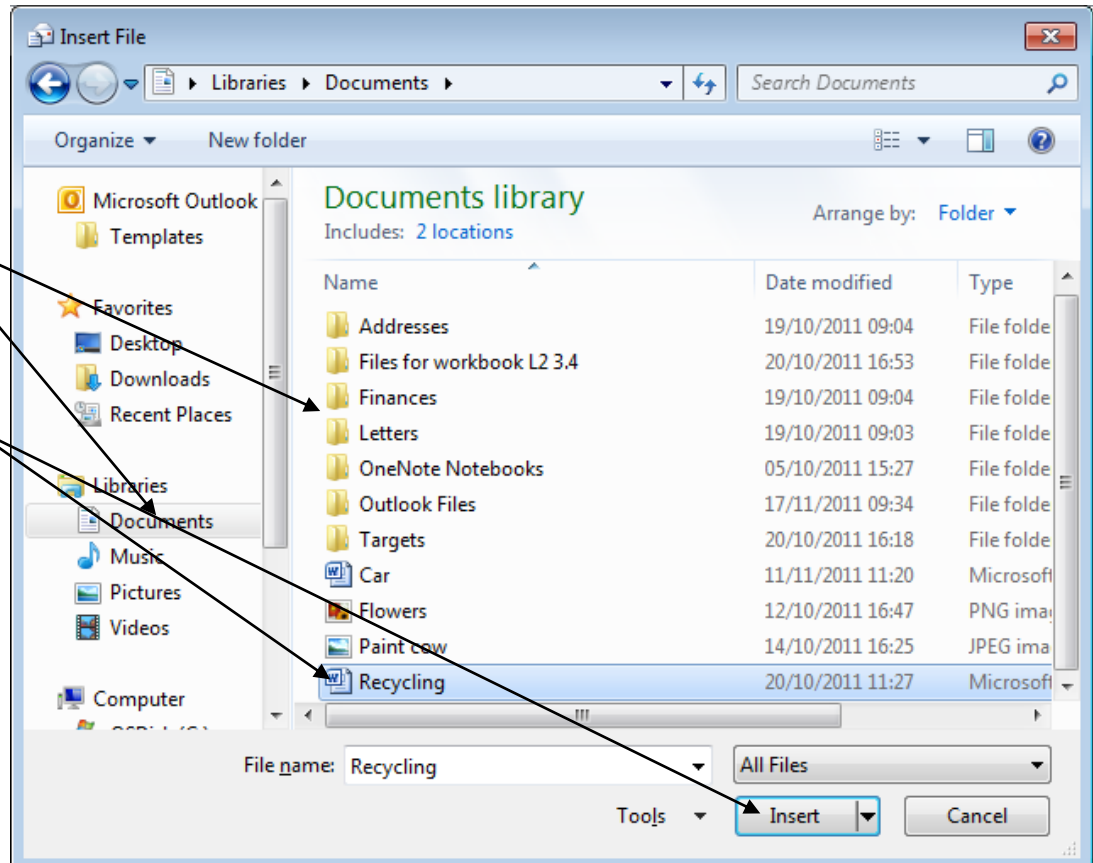 Insert File
Libraries Documents Search Documents
Organize New folder
Microsoft Outlook
Templates
Favorites
Desktop
Downloads
Recent Places
Libraries
Documents
Music
Pictures
Videos
Computer
Documents library
Includes: 2 locations
Arrange by: Folder
Name Date modified Type
Addresses 19/10/2011 09:04 File folde
Files for workbook L2 3.4 20/10/2011 16:53 File folde
Finances 19/10/2011 09:04 File folde
Letters 19/10/2011 09:03 File folde
OneNote Notebooks 05/10/2011 15:27 File folde
Outlook Files 17/11/2011 09:34 File folde
Targets 20/10/2011 16:18 File folde
Car 11/11/2011 11:20 Microsoft
Flowers 12/10/2011 16:47 PNG imag
Paint cow 14/10/2011 16:25 JPEG ima
Recycling 20/10/2011 11:27 Microsoft
File name: Recycling All Files
Tools Insert Cancel